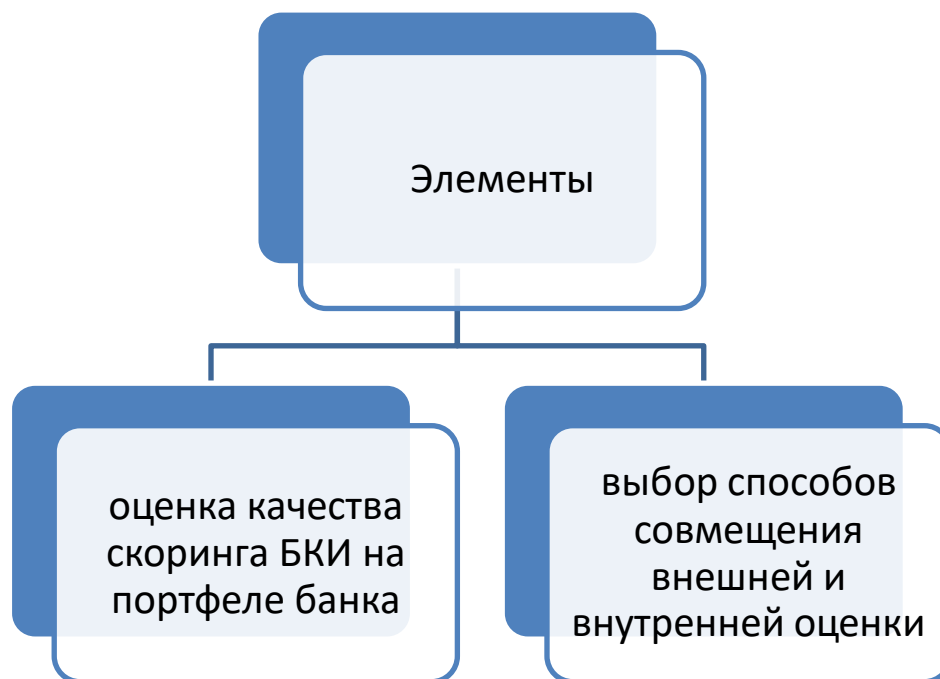 Элементы
оценка качества
скоринга БКИ на
портфеле банка
выбор способов
совмещения
внешней и
внутренней оценки